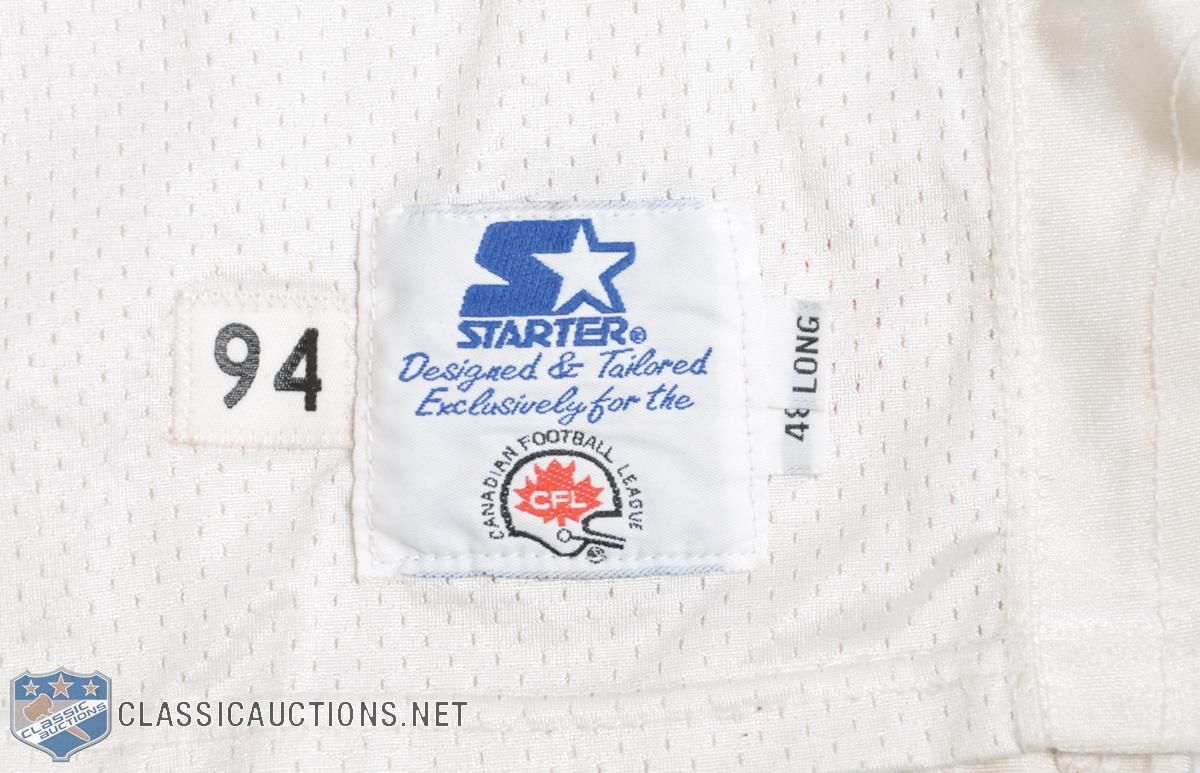 94
STARTER®
Designed & Tailored
Exclusively for the
CANADIAN FOOTBALL LEAGUE
CFL
®
48 LONG
CLASSIC
AUCTIONS
CLASSICAUCTIONS.NET